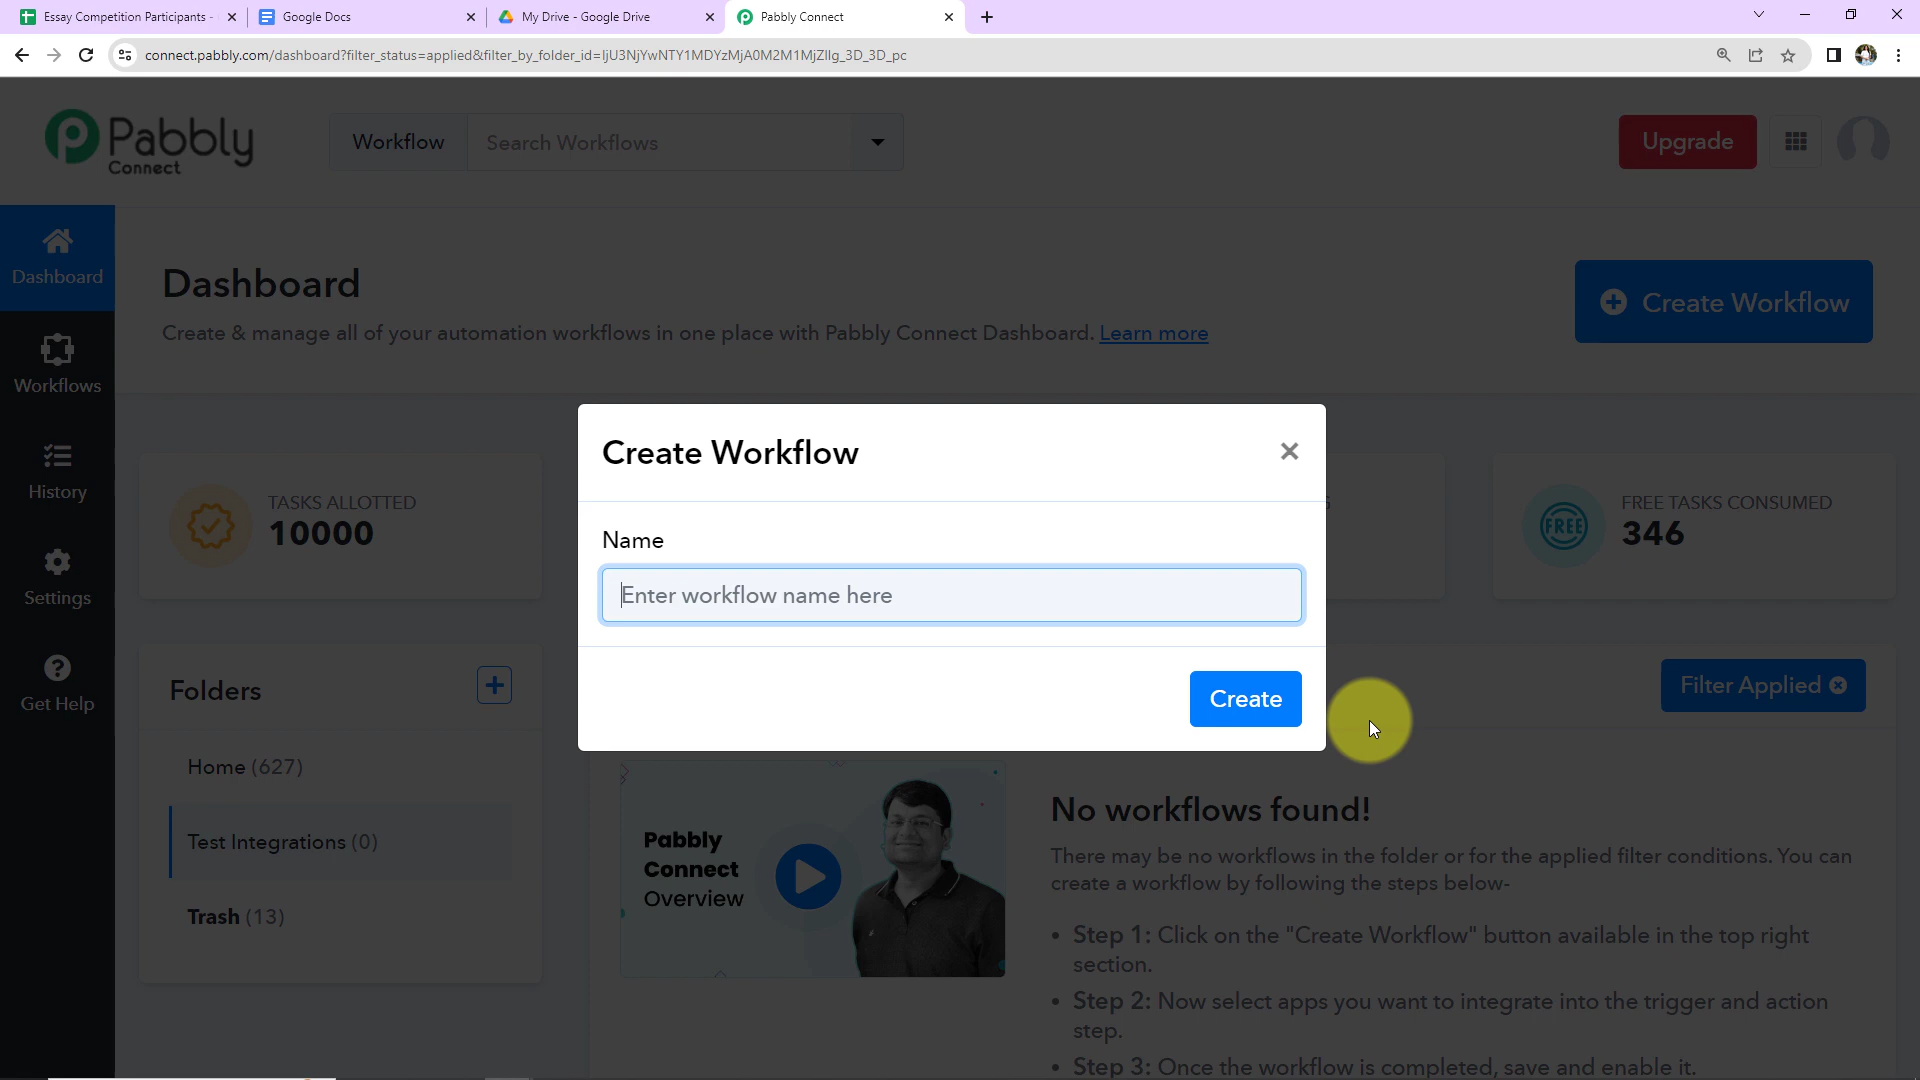 Essay Competition Participants -
Google Docs
My Drive - Google Drive
Pabbly Connect
connect.pabbly.com/dashboard?filter_status=applied&filter_by_folder_id=IjU3NjYwNTY1MDYzMjA0M2M1MjZlIg_3D_3D_pc
Pabbly
Connect
Workflow
Search Workflows
Upgrade
Dashboard
Workflows
History
Settings
Get Help
Dashboard
Create & manage all of your automation workflows in one place with Pabbly Connect Dashboard. Learn more
Create Workflow
TASKS ALLOTTED
10000
FREE
FREE TASKS CONSUMED
346
Create Workflow
Name
Enter workflow name here
Create
Folders
Home (627)
Test Integrations (0)
Trash (13)
Filter Applied
Pabbly
Connect
Overview
No workflows found!
There may be no workflows in the folder or for the applied filter conditions. You can
create a workflow by following the steps below-
• Step 1: Click on the "Create Workflow" button available in the top right
section.
• Step 2: Now select apps you want to integrate into the trigger and action
step.
• Step 3: Once the workflow is completed, save and enable it.